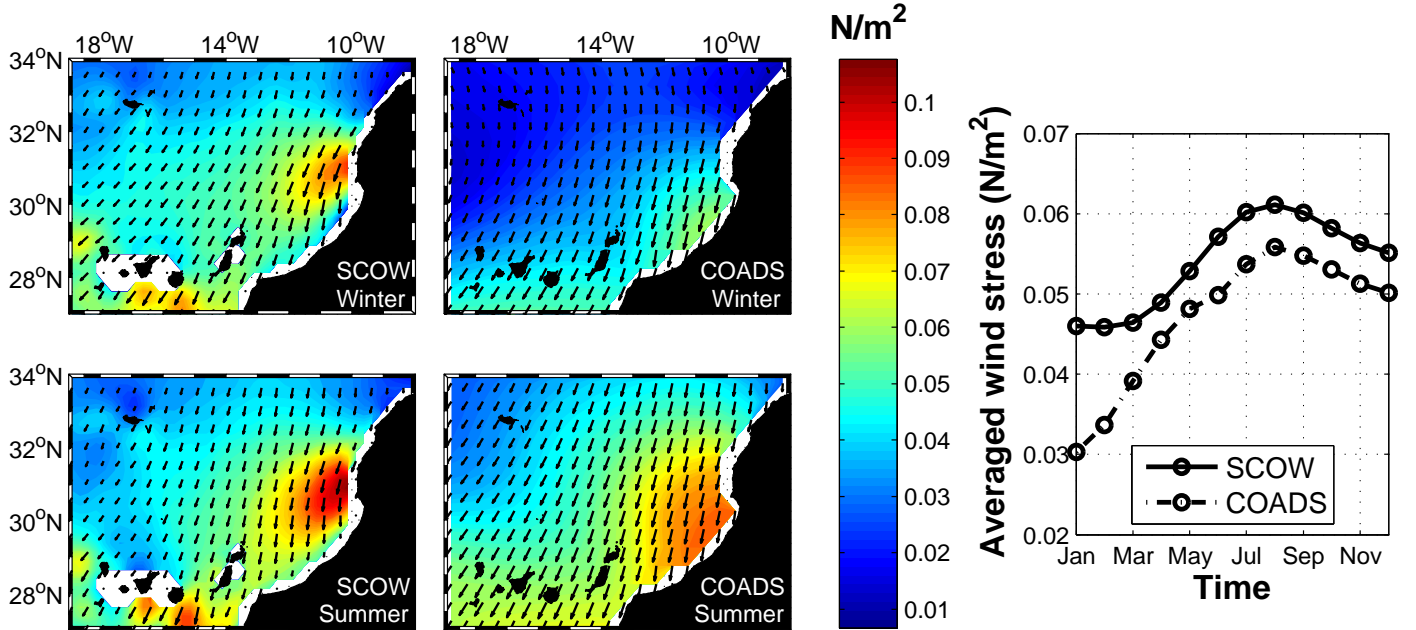 18°W 14°W 10°W
18°W 14°W 10°W
34°N
32°N
30°N
28°N
SCOW
Winter
COADS
Winter
34°N
32°N
30°N
28°N
SCOW
Summer
COADS
Summer
N/m²
0.1
0.09
0.08
0.07
0.06
0.05
0.04
0.03
0.02
0.01
Averaged wind stress (N/m²)
0.07
0.06
0.05
0.04
0.03
0.02
SCOW
COADS
Jan Mar May Jul Sep Nov
Time